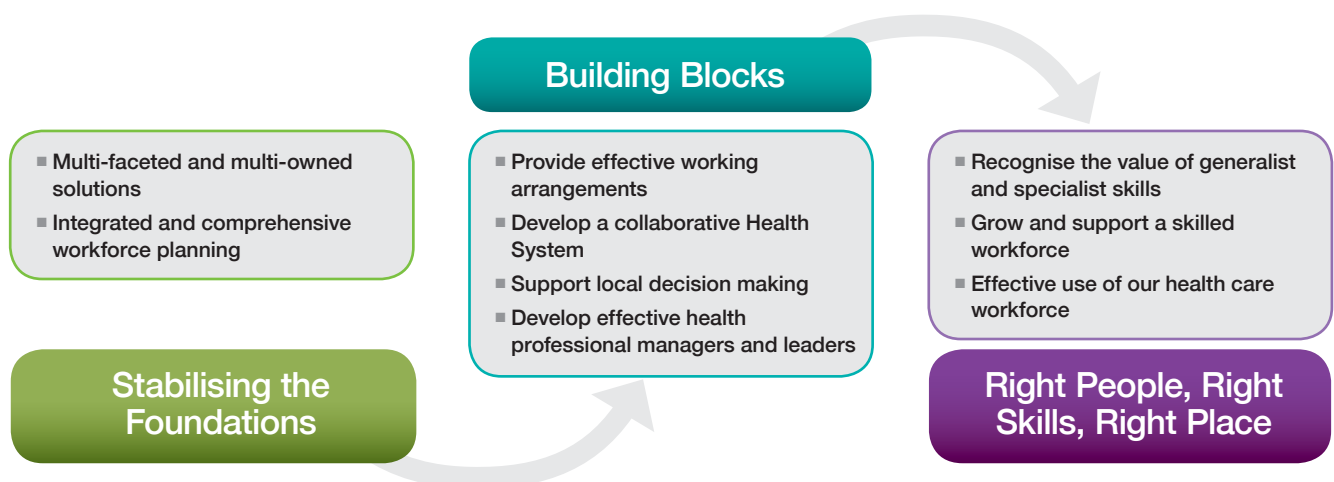 Building Blocks
■ Multi-faceted and multi-owned
solutions
■ Integrated and comprehensive
workforce planning
Stabilising the
Foundations
■ Provide effective working
arrangements
■ Develop a collaborative Health
System
■ Support local decision making
■ Develop effective health
professional managers and leaders
■ Recognise the value of generalist
and specialist skills
■ Grow and support a skilled
workforce
■ Effective use of our health care
workforce
Right People, Right
Skills, Right Place